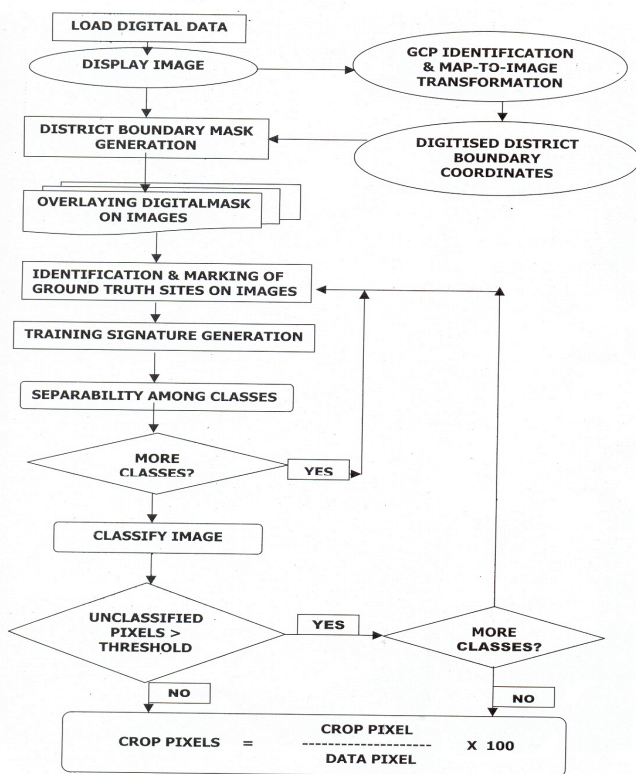 LOAD DIGITAL DATA
DISPLAY IMAGE
GCP IDENTIFICATION
& MAP-TO-IMAGE
TRANSFORMATION
DISTRICT BOUNDARY MASK
GENERATION
DIGITISED DISTRICT
BOUNDARY
COORDINATES
OVERLAYING DIGITALMASK
ON IMAGES
IDENTIFICATION & MARKING OF
GROUND TRUTH SITES ON IMAGES
TRAINING SIGNATURE GENERATION
SEPARABILITY AMONG CLASSES
MORE
CLASSES?
YES
CLASSIFY IMAGE
UNCLASSIFIED
PIXELS >
THRESHOLD
YES
MORE
CLASSES?
NO
NO
CROP PIXELS = CROP PIXEL
--------------------
DATA PIXEL
X 100